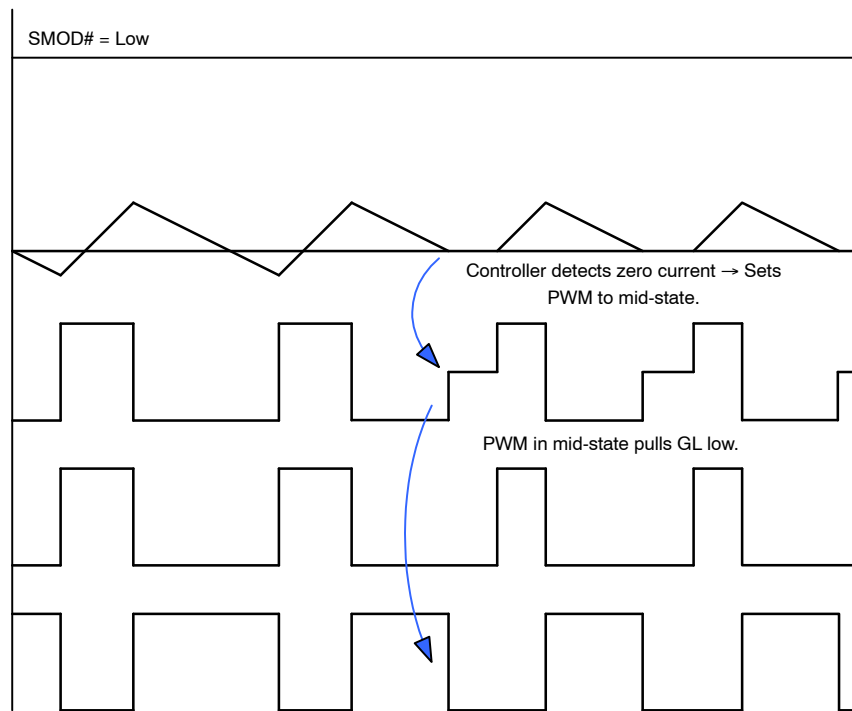 SMOD# = Low
Controller detects zero current → Sets
PWM to mid-state.
PWM in mid-state pulls GL low.